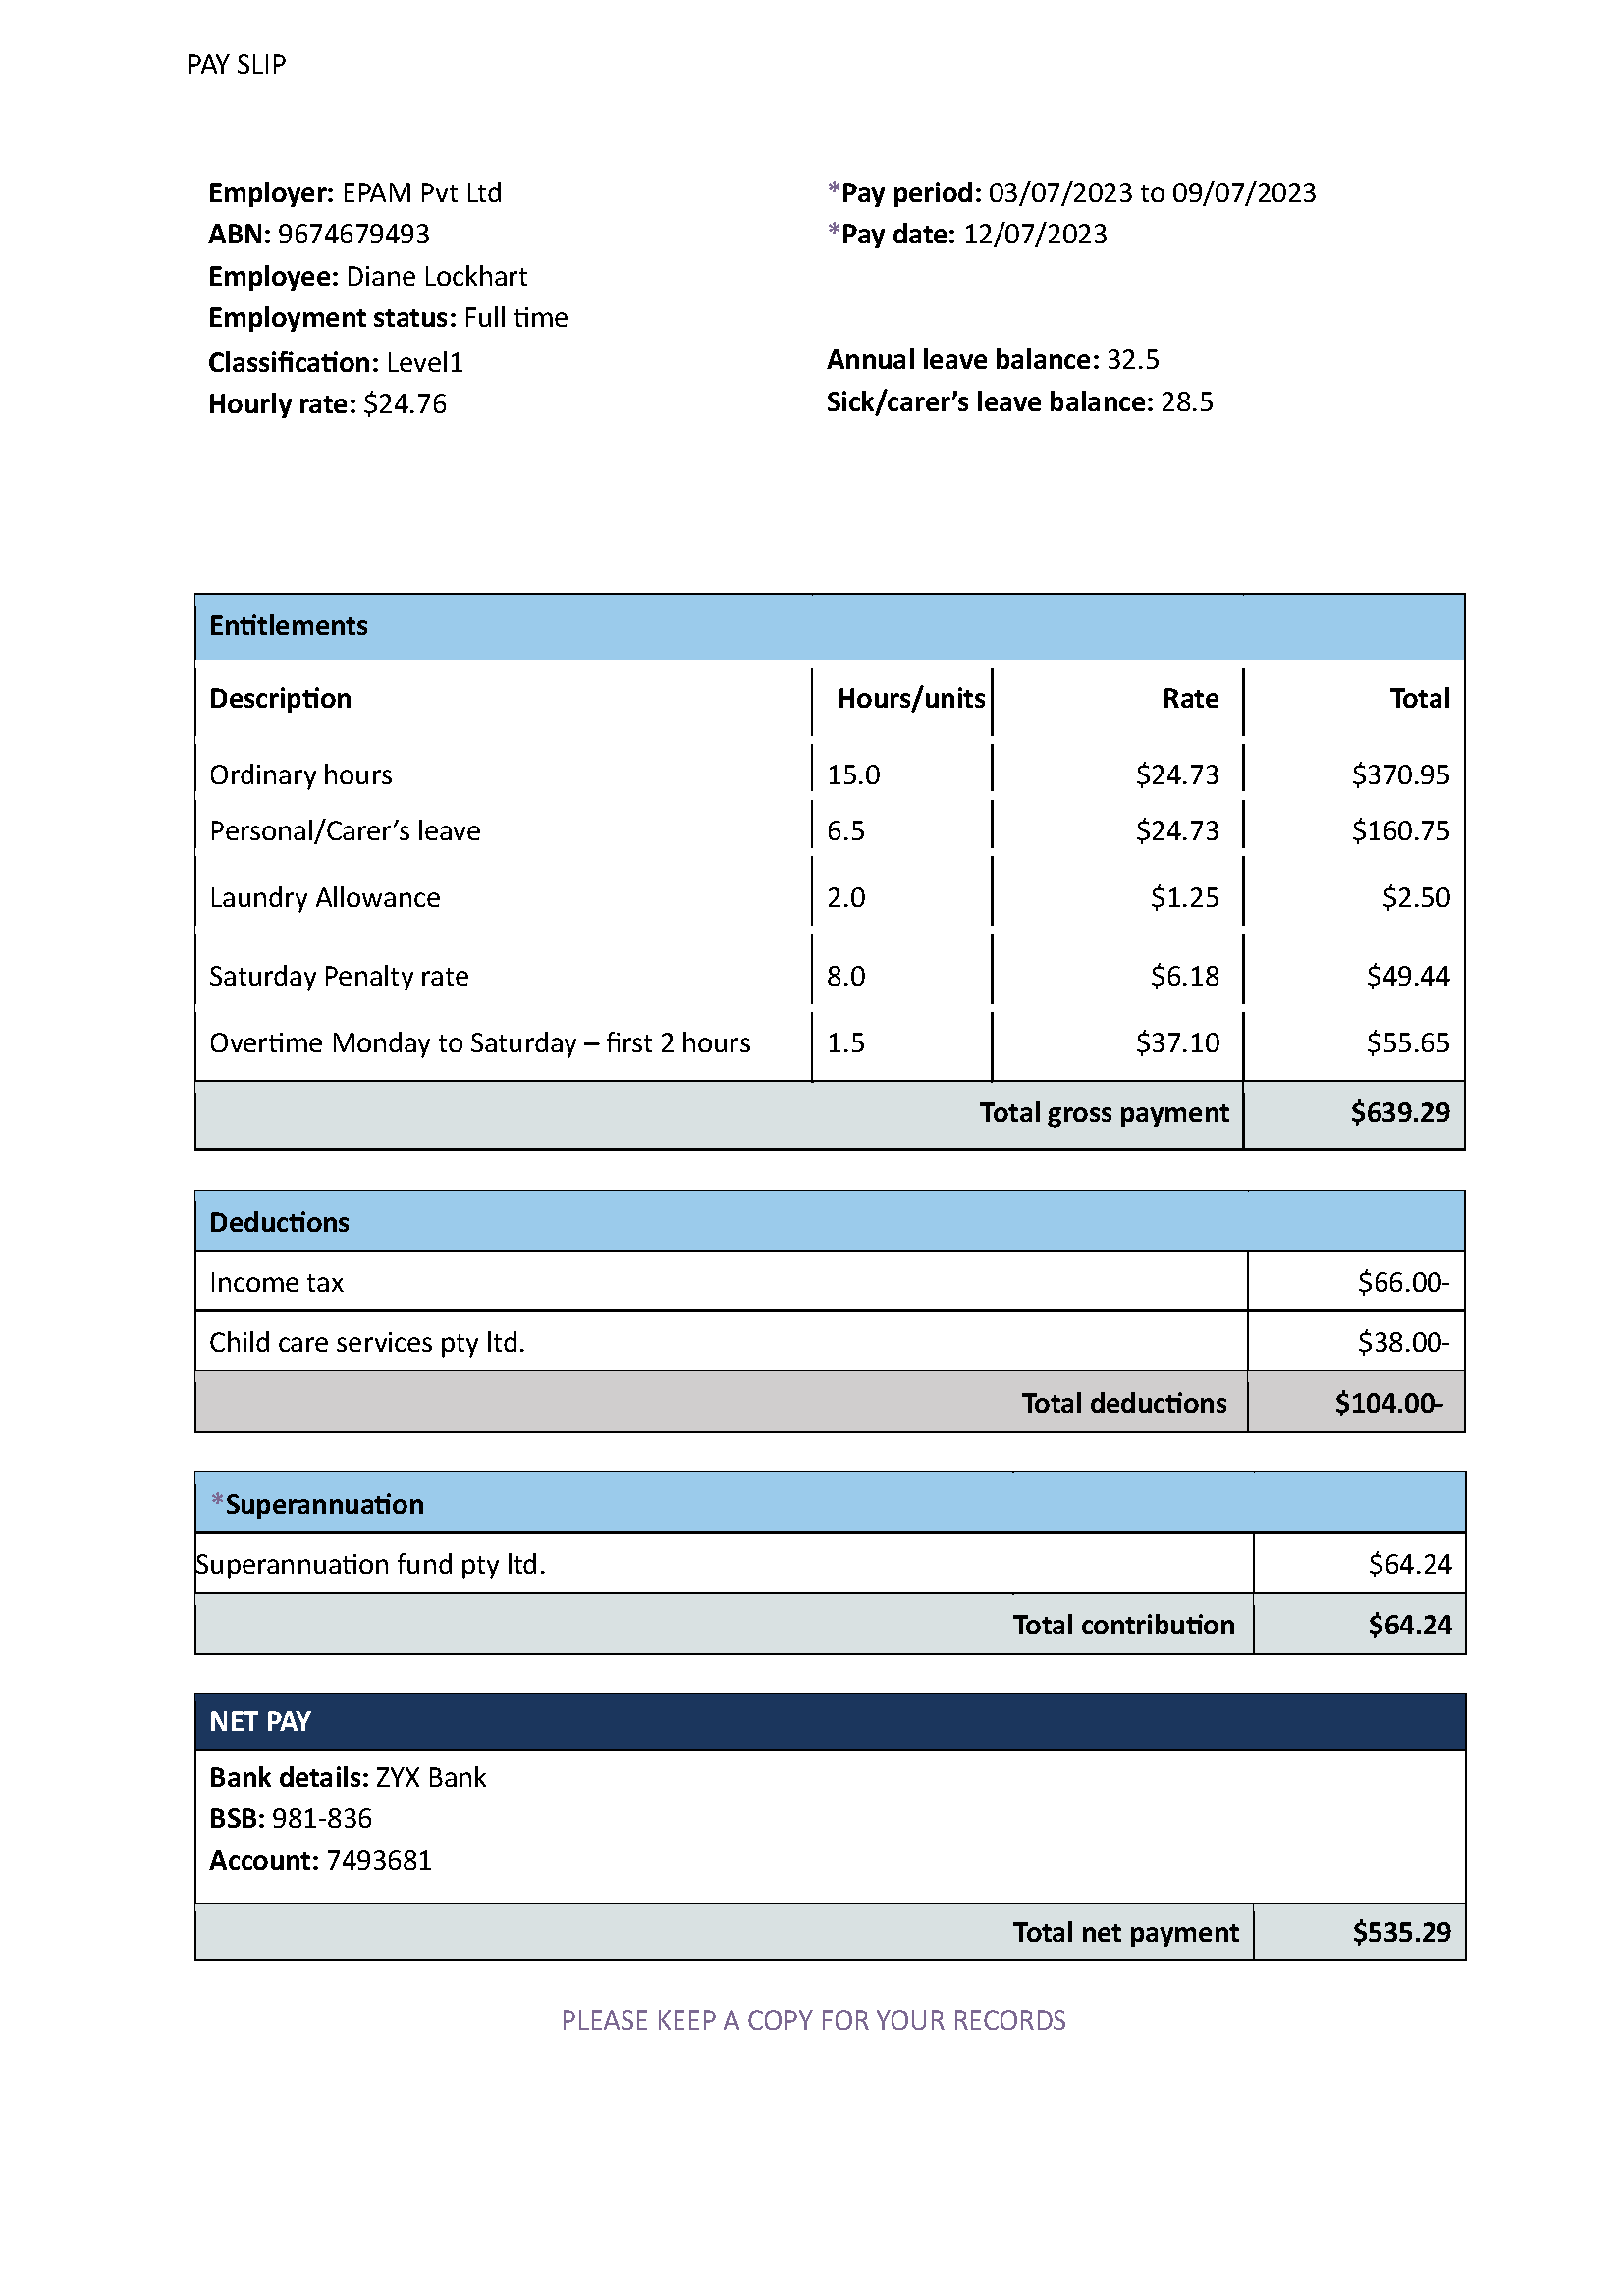 PAY SLIP
Employer: EPAM Pvt Ltd
ABN: 9674679493
Employee: Diane Lockhart
Employment status: Full time
Classification: Level1
Hourly rate: $24.76
*Pay period: 03/07/2023 to 09/07/2023
*Pay date: 12/07/2023
Annual leave balance: 32.5
Sick/carer’s leave balance: 28.5
Entitlements
Description Hours/units Rate Total
Ordinary hours 15.0 $24.73 $370.95
Personal/Carer’s leave 6.5 $24.73 $160.75
Laundry Allowance 2.0 $1.25 $2.50
Saturday Penalty rate 8.0 $6.18 $49.44
Overtime Monday to Saturday – first 2 hours 1.5 $37.10 $55.65
Total gross payment $639.29
Deductions
Income tax $66.00-
Child care services pty ltd. $38.00-
Total deductions $104.00-
*Superannuation
Superannuation fund pty ltd. $64.24
Total contribution $64.24
NET PAY
Bank details: ZYX Bank
BSB: 981-836
Account: 7493681
Total net payment $535.29
PLEASE KEEP A COPY FOR YOUR RECORDS